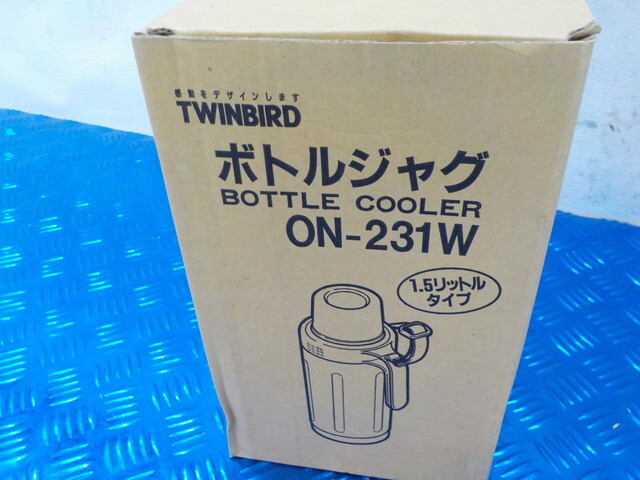 感動をデザインします
TWINBIRD
ボトルジャグ
BOTTLE COOLER
ON-231W
1.5リットル
タイプ